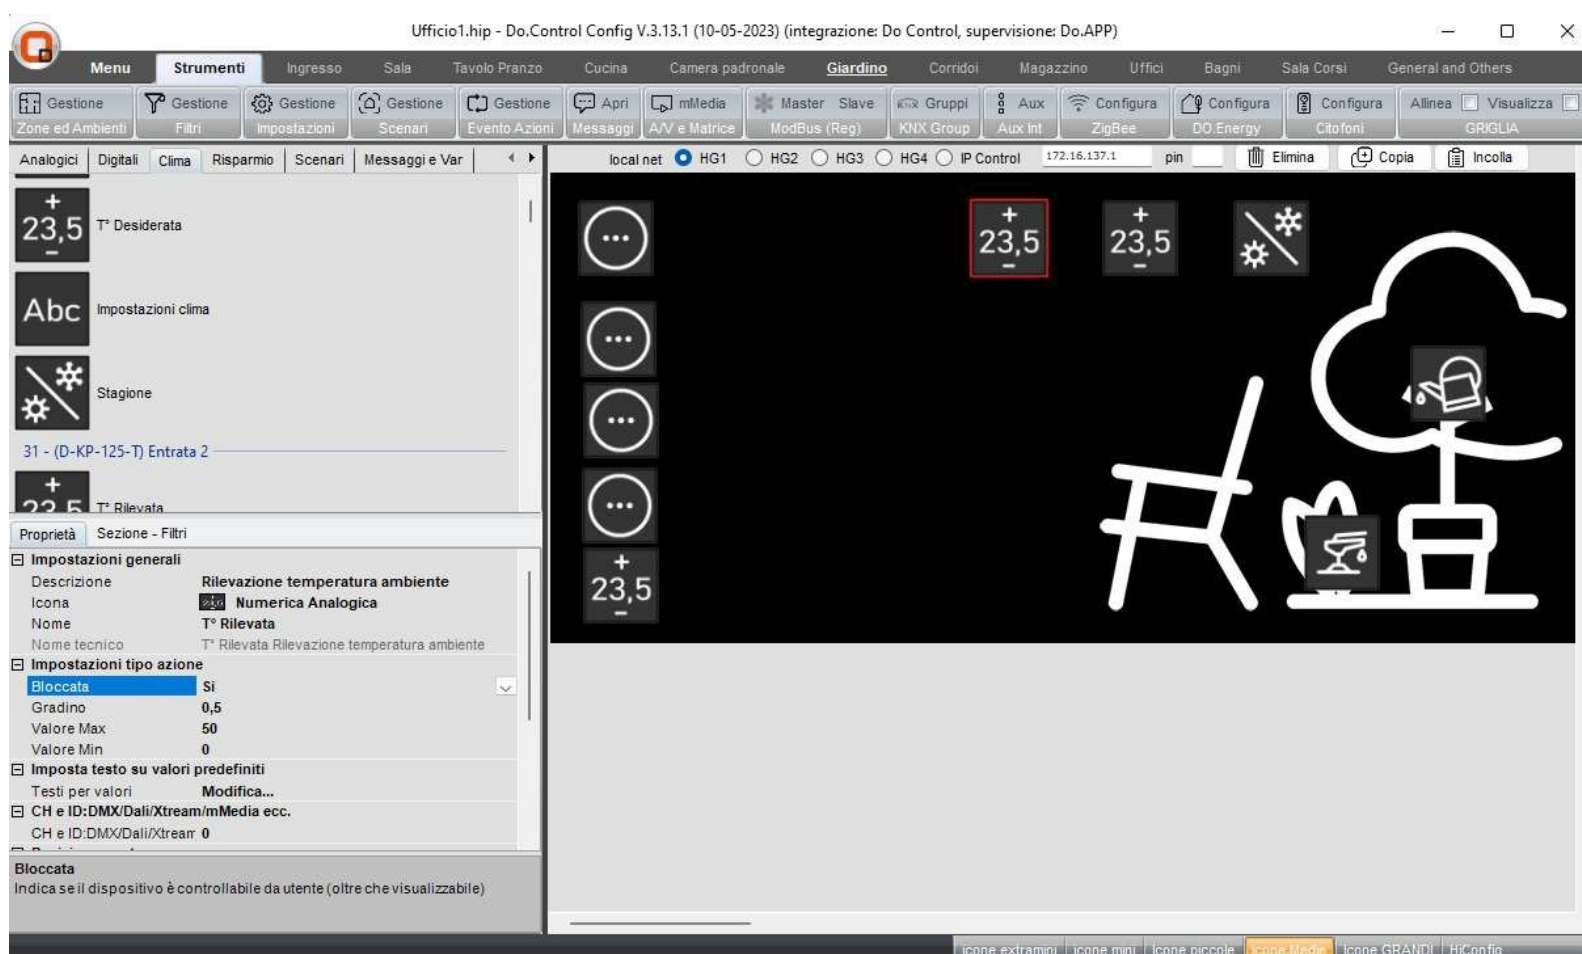 Ufficio1.hip - Do.Control Config V.3.13.1 (10-05-2023) (integrazione: Do Control, supervisione: Do.APP)
Menu Strumenti Ingresso Sala Tavolo Pranzo Cucina Camera padronale Giardino Corridoi Magazzino Uffici Bagni Sala Corsi General and Others
Gestione Gestione Gestione Gestione Gestione Apri mMedia Master Slave Gruppi Aux Configura Configura Configura Allinea Visualizza
Zone ed Ambienti Filtri Impostazioni Scenari Evento Azioni Messaggi A/V e Matrice ModBus (Reg) KNX Group Aux Int ZigBee DO.Energy Citofoni GRIGLIA
Analogici Digitali Clima Risparmio Scenari Messaggi e Var
local net HG1 HG2 HG3 HG4 IP Control 172.16.137.1 pin Elimina Copia Incolla
+
23,5 T° Desiderata
−
Abc Impostazioni clima
Stagione
31 - (D-KP-125-T) Entrata 2
+
23,5 T° Rilevata
+
23,5
−
+
23,5
−
+
23,5
−
Proprietà Sezione - Filtri
Impostazioni generali
Descrizione Rilevazione temperatura ambiente
Icona Numerica Analogica
Nome T° Rilevata
Nome tecnico T° Rilevata Rilevazione temperatura ambiente
Impostazioni tipo azione
Bloccata Si
Gradino 0,5
Valore Max 50
Valore Min 0
Imposta testo su valori predefiniti
Testi per valori Modifica...
CH e ID:DMX/Dali/Xtream/mMedia ecc.
CH e ID:DMX/Dali/Xtream 0
Bloccata
Indica se il dispositivo è controllabile da utente (oltre che visualizzabile)
icone extramini icone mini Icone piccole Icone Medie Icone GRANDI HiConfig